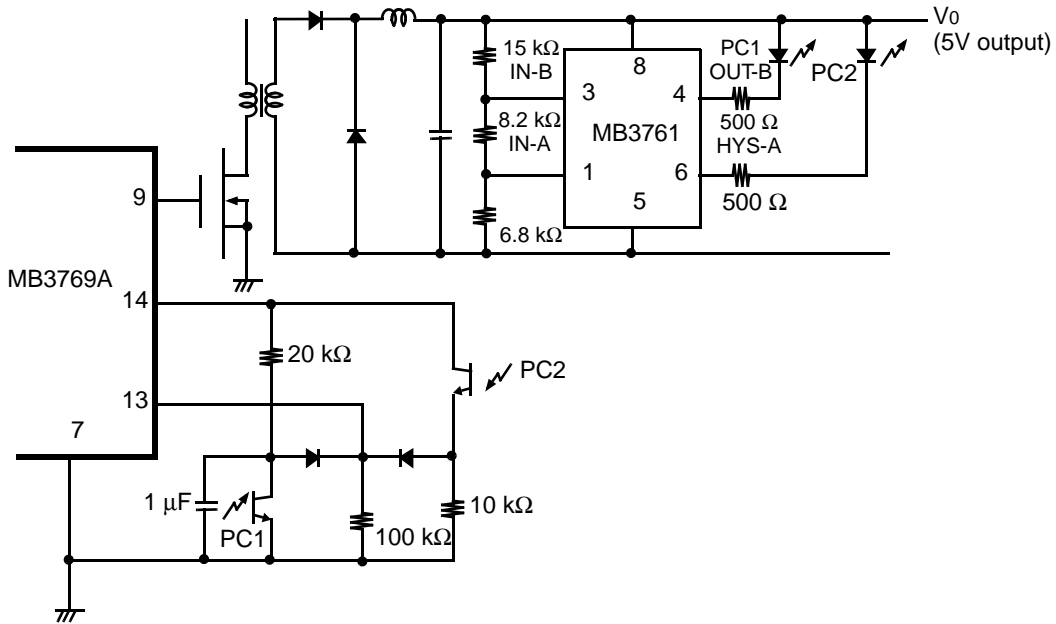 V0
(5V output)
15 kΩ
IN-B
8
PC1
OUT-B
PC2
3
4
8.2 kΩ
IN-A
MB3761
500 Ω
HYS-A
1
6
500 Ω
5
6.8 kΩ
9
MB3769A
14
20 kΩ
PC2
13
7
1 μF
PC1
100 kΩ
10 kΩ